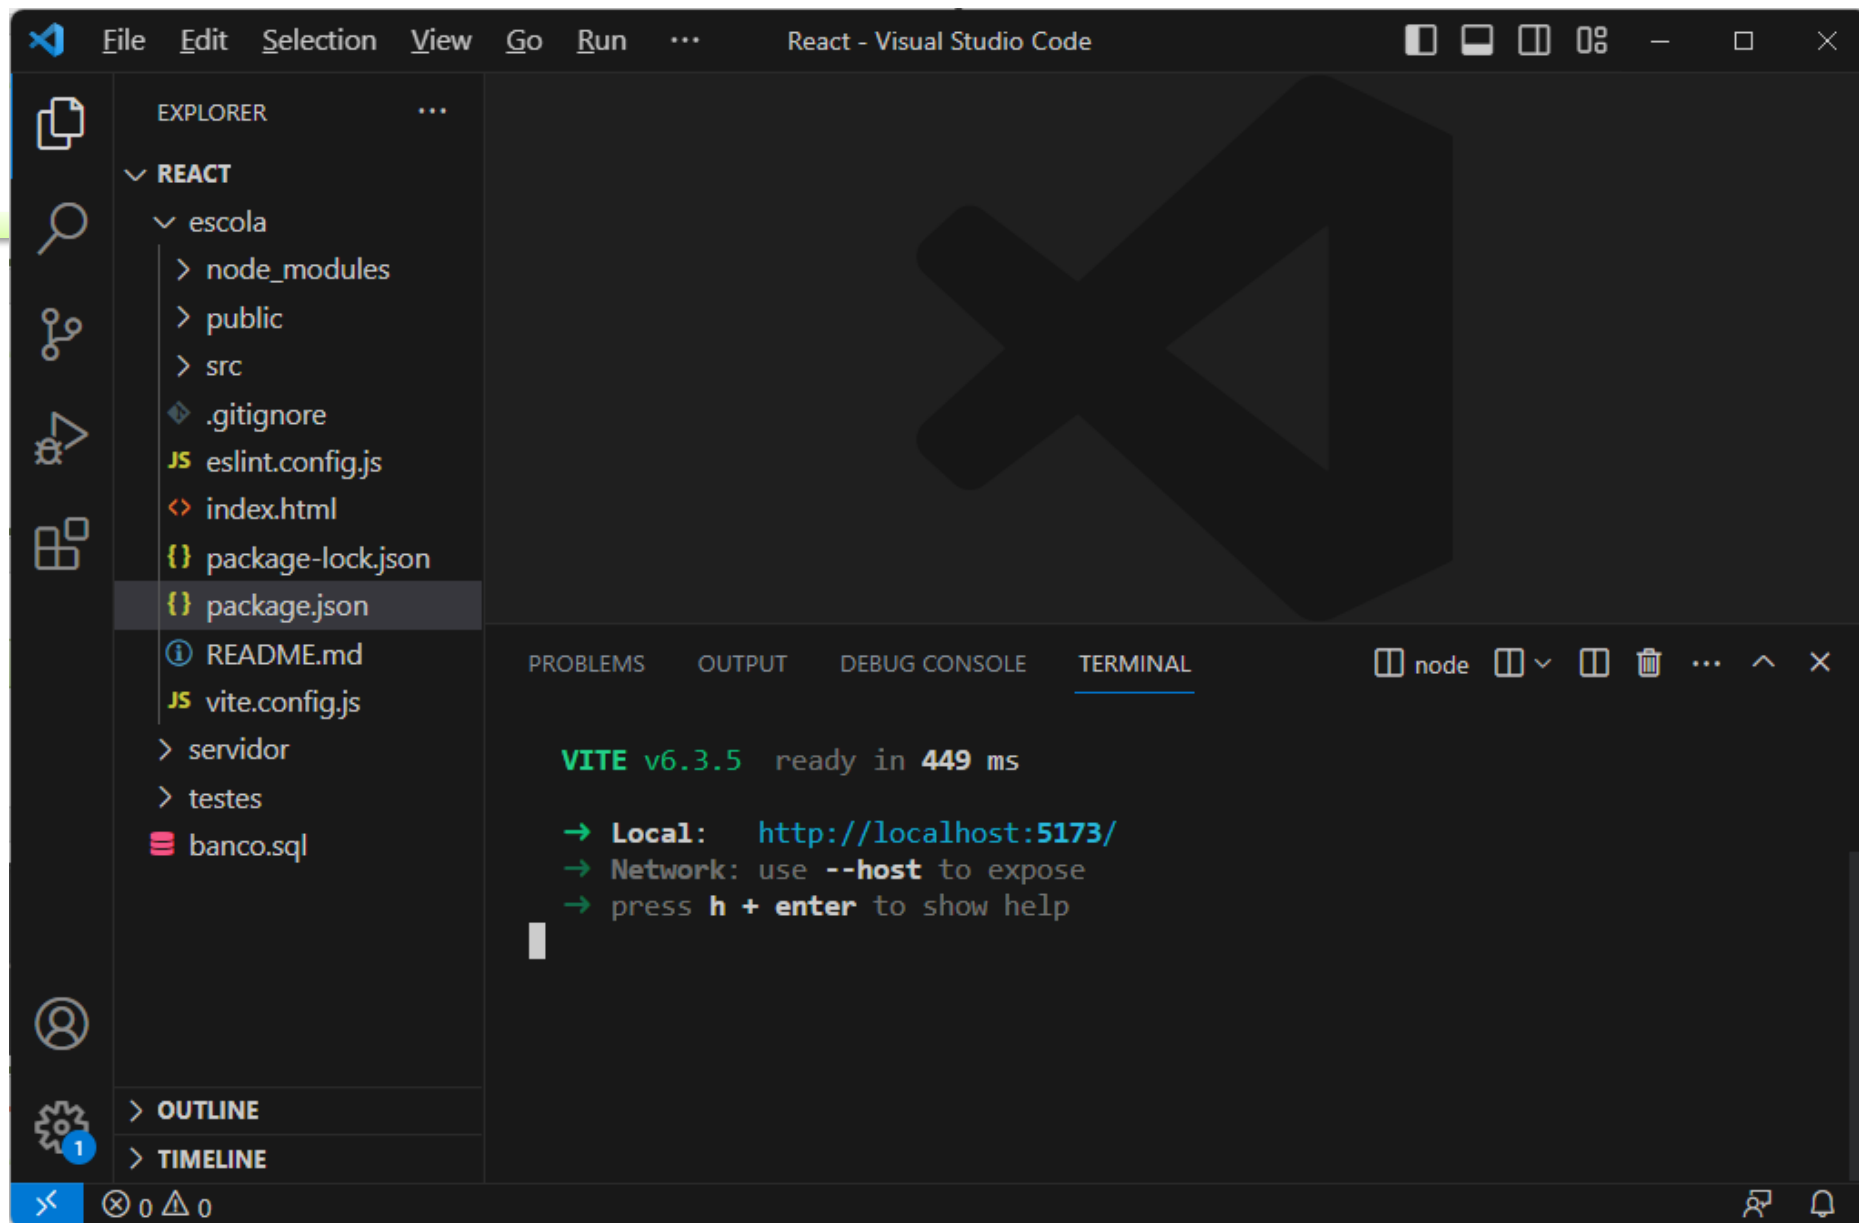 File Edit Selection View Go Run ··· React - Visual Studio Code
EXPLORER ···
REACT
escola
node_modules
public
src
.gitignore
JS eslint.config.js
<> index.html
{} package-lock.json
{} package.json
README.md
JS vite.config.js
servidor
testes
banco.sql
OUTLINE
TIMELINE
PROBLEMS OUTPUT DEBUG CONSOLE TERMINAL node ···
VITE v6.3.5 ready in 449 ms
➜ Local: http://localhost:5173/
➜ Network: use --host to expose
➜ press h + enter to show help
1
0 0